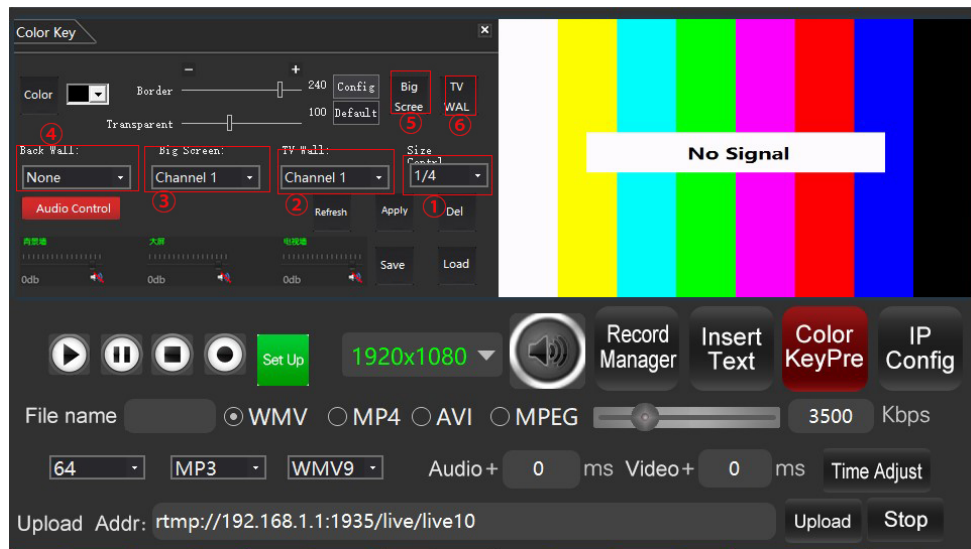 Color Key
×
− +
Color Border 240 Config Big TV
Scree WAL
Transparent 100 Default ⑤ ⑥
④
Back Wall: Big Screen: TV Wall: Size
Contrl
None Channel 1 Channel 1 1/4
③ ② ①
Audio Control Refresh Apply Del
背景墙 大屏 电视墙
0db 0db 0db Save Load
No Signal
Set Up 1920x1080 Record Manager Insert Text Color KeyPre IP Config
File name WMV MP4 AVI MPEG 3500 Kbps
64 MP3 WMV9 Audio+ 0 ms Video+ 0 ms Time Adjust
Upload Addr: rtmp://192.168.1.1:1935/live/live10 Upload Stop